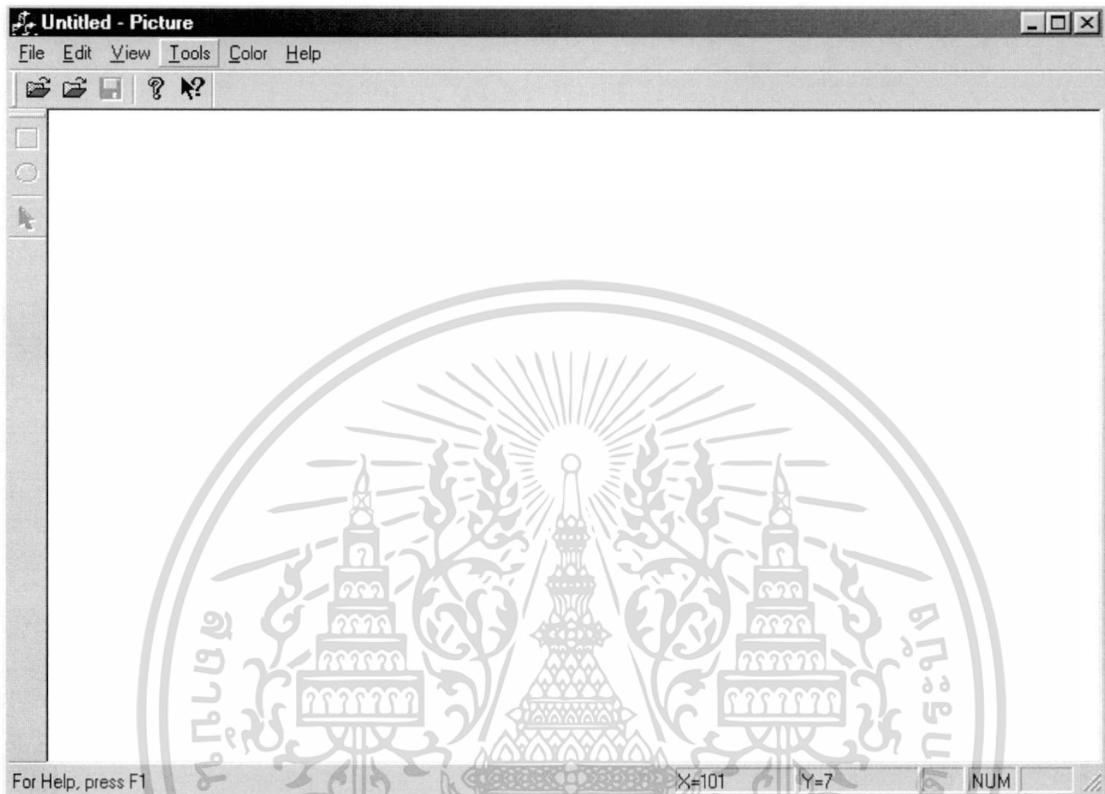 Untitled - Picture
File Edit View Tools Color Help
For Help, press F1 X=101 Y=7 NUM